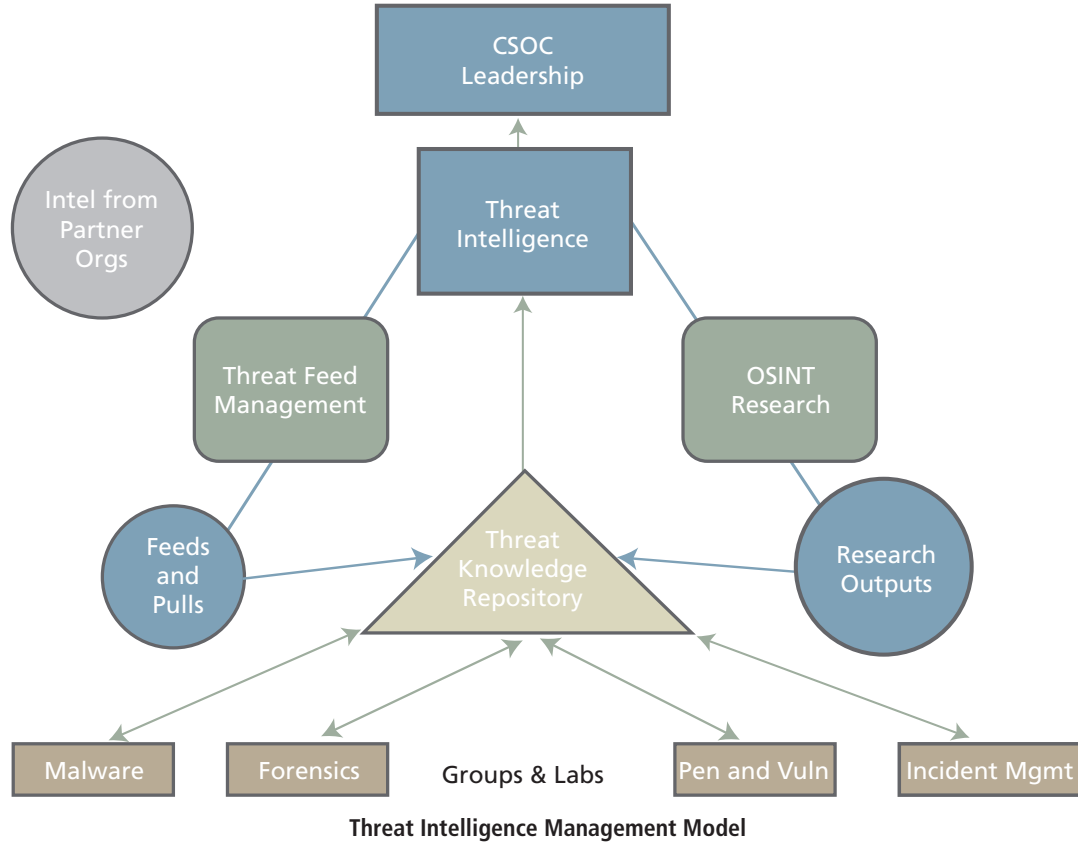 CSOC
Leadership
Intel from
Partner
Orgs
Threat
Intelligence
Threat Feed
Management
OSINT
Research
Feeds
and
Pulls
Threat
Knowledge
Repository
Research
Outputs
Malware
Forensics
Groups & Labs
Pen and Vuln
Incident Mgmt
Threat Intelligence Management Model